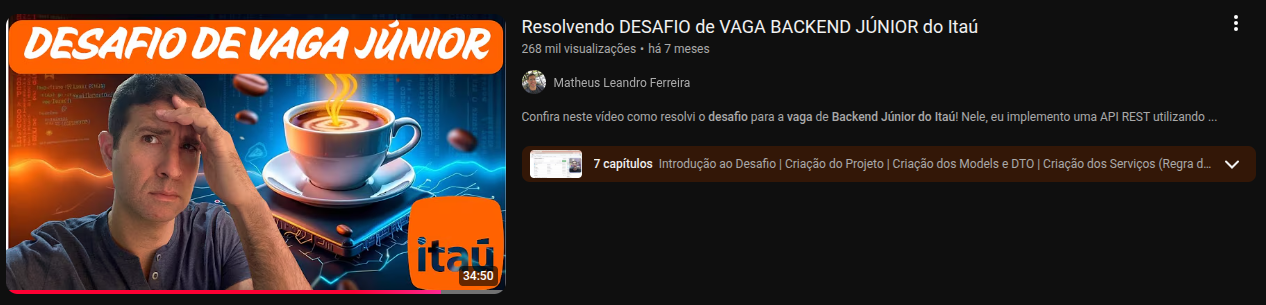 DESAFIO DE VAGA JÚNIOR
itaú
34:50
Resolvendo DESAFIO de VAGA BACKEND JÚNIOR do Itaú
268 mil visualizações • há 7 meses
Matheus Leandro Ferreira
Confira neste vídeo como resolvi o desafio para a vaga de Backend Júnior do Itaú! Nele, eu implemento uma API REST utilizando ...
7 capítulos Introdução ao Desafio | Criação do Projeto | Criação dos Models e DTO | Criação dos Serviços (Regra d...